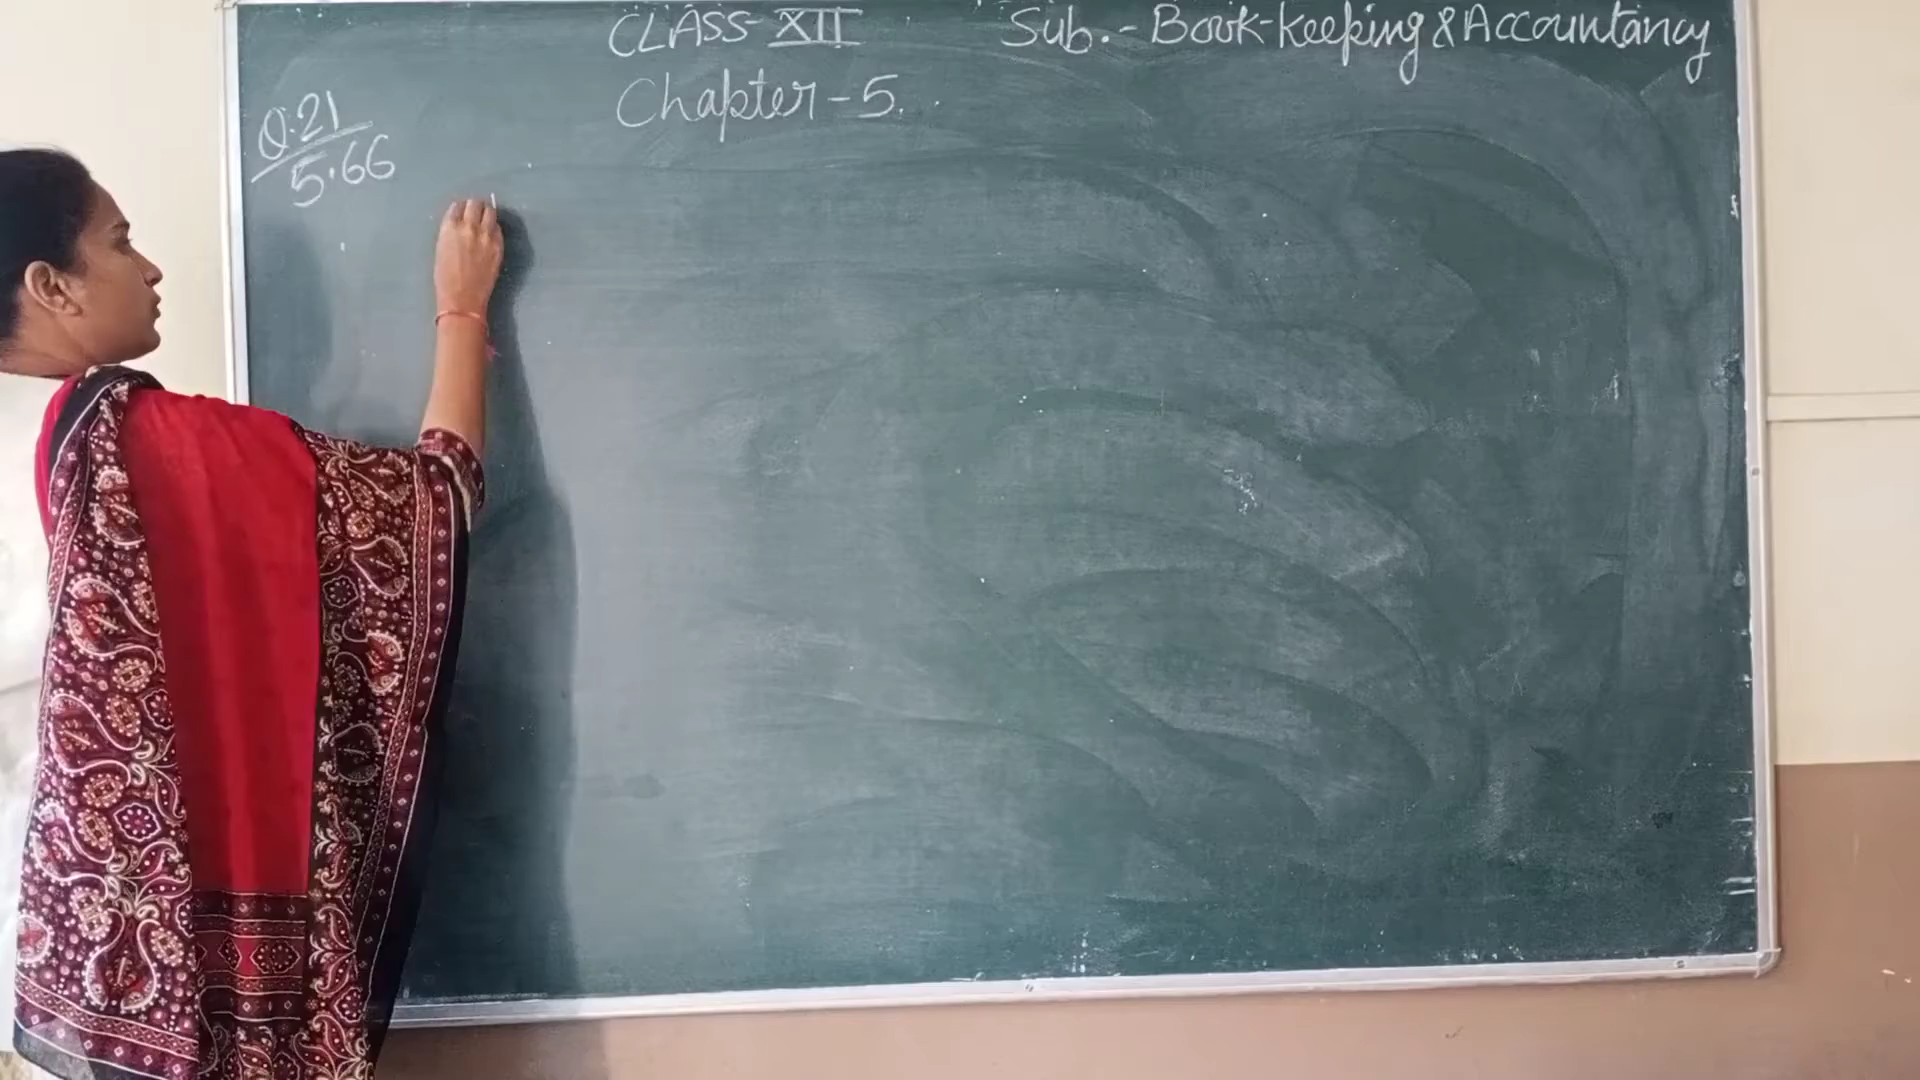 CLASS-XII Sub.- Book-keeping & Accountancy
Chapter-5.
Q.21
5.66